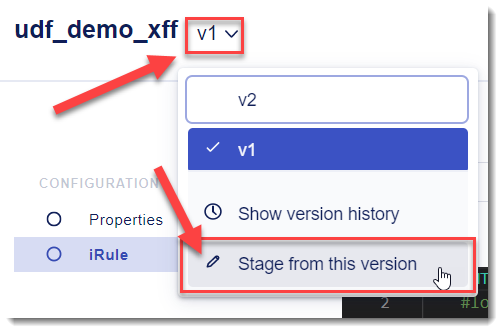 udf_demo_xff v1
v2
v1
CONFIGURATION
Properties
Show version history
iRule
Stage from this version
2 #lo